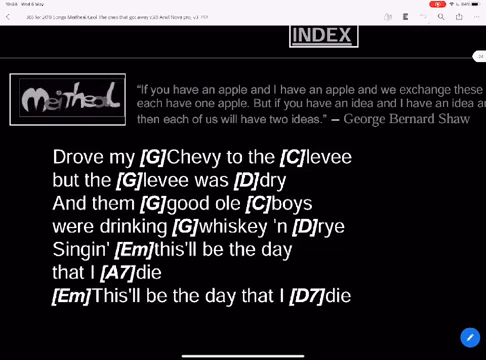 INDEX
Meitheal
“If you have an apple and I have an apple and we exchange these
each have one apple. But if you have an idea and I have an idea
then each of us will have two ideas.” – George Bernard Shaw
Drove my [G]Chevy to the [C]levee
but the [G]levee was [D]dry
And them [G]good ole [C]boys
were drinking [G]whiskey 'n [D]rye
Singin' [Em]this'll be the day
that I [A7]die
[Em]This'll be the day that I [D7]die